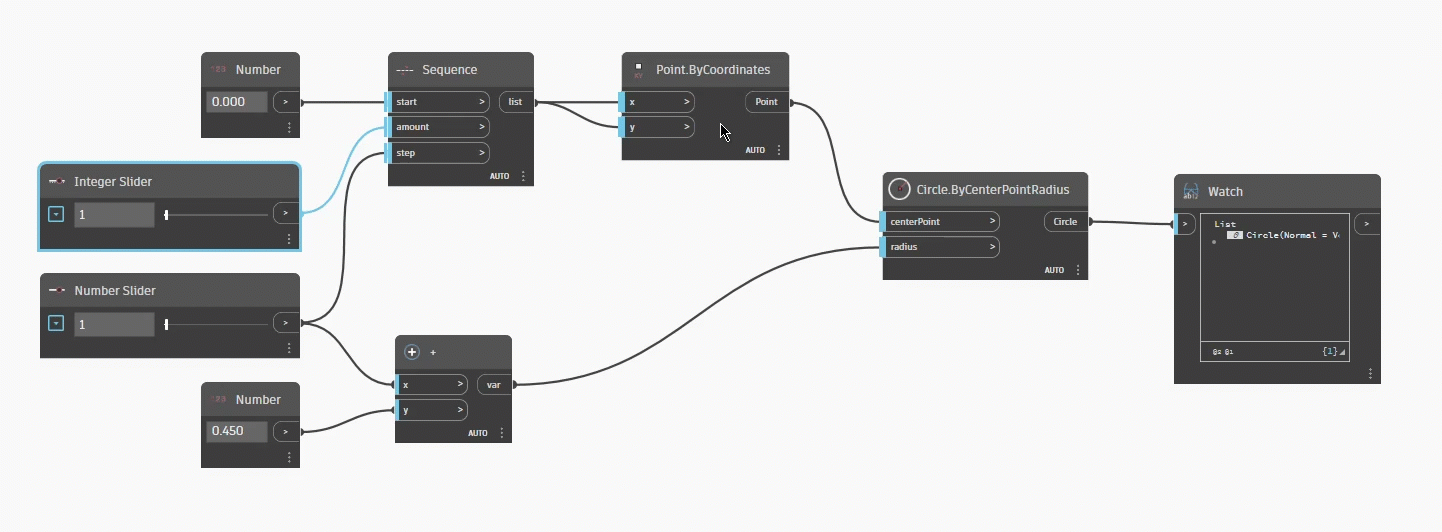 Number
0.000
>
Sequence
start >
list
amount >
step >
AUTO
Point.ByCoordinates
x >
Point
y >
AUTO
Integer Slider
1
>
Number Slider
1
>
Number
0.450
>
+
x >
var
y >
AUTO
Circle.ByCenterPointRadius
centerPoint >
Circle
radius >
AUTO
Watch
>
>
List
0 Circle(Normal = V
@2 @1
{1}